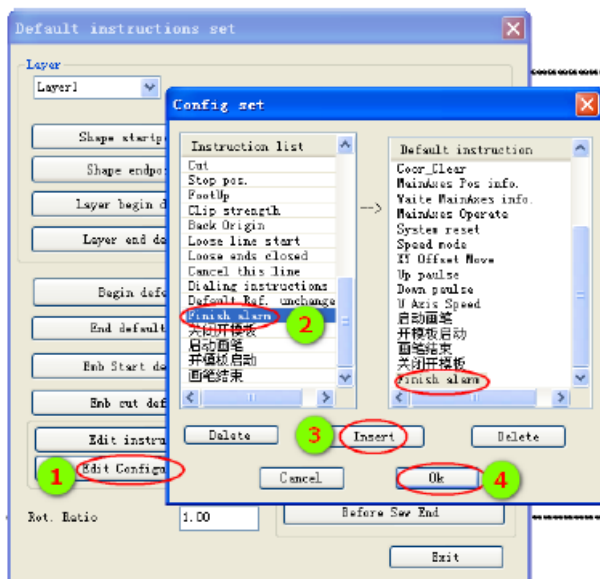 Default instructions set
Layer
Layer1
Shape startp
Shape endpo
Layer begin d
Layer end de
Begin defa
End default
Emb Start de
Emb cut def
Edit instru
1
Edit Configu
Rot. Ratio
1.00
Before Sew End
Exit
Config set
Instruction list
Cut
Stop pos.
FootUp
Clip strength
Back Origin
Loose line start
Loose ends closed
Cancel this line
Dialing instructions
Default Ref. unchange
Finish alarm
2
关闭开模板
启动画笔
开模板启动
画笔结束
-->
Default instruction
Coor_Clear
MainAxes Pos info.
Vaite MainAxes info.
MainAxes Operate
System reset
Speed mode
XY Offset Move
Up paulse
Down paulse
U Axis Speed
启动画笔
开模板启动
画笔结束
关闭开模板
Finish alarm
Delete
3
Insert
Delete
Cancel
Ok
4